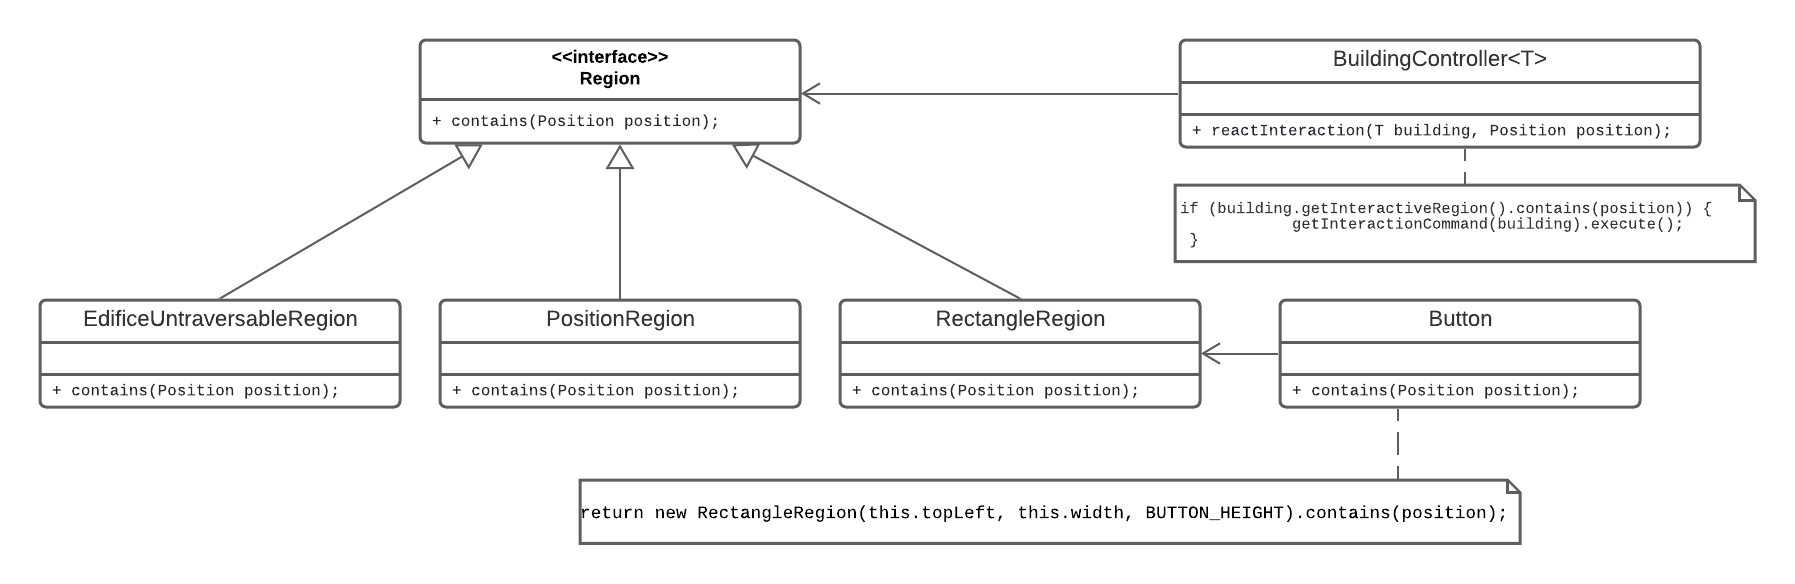 <<interface>>
Region
+ contains(Position position);
BuildingController<T>
+ reactInteraction(T building, Position position);
if (building.getInteractiveRegion().contains(position)) {
getInteractionCommand(building).execute();
}
EdificeUntraversableRegion
+ contains(Position position);
PositionRegion
+ contains(Position position);
RectangleRegion
+ contains(Position position);
Button
+ contains(Position position);
return new RectangleRegion(this.topLeft, this.width, BUTTON_HEIGHT).contains(position);